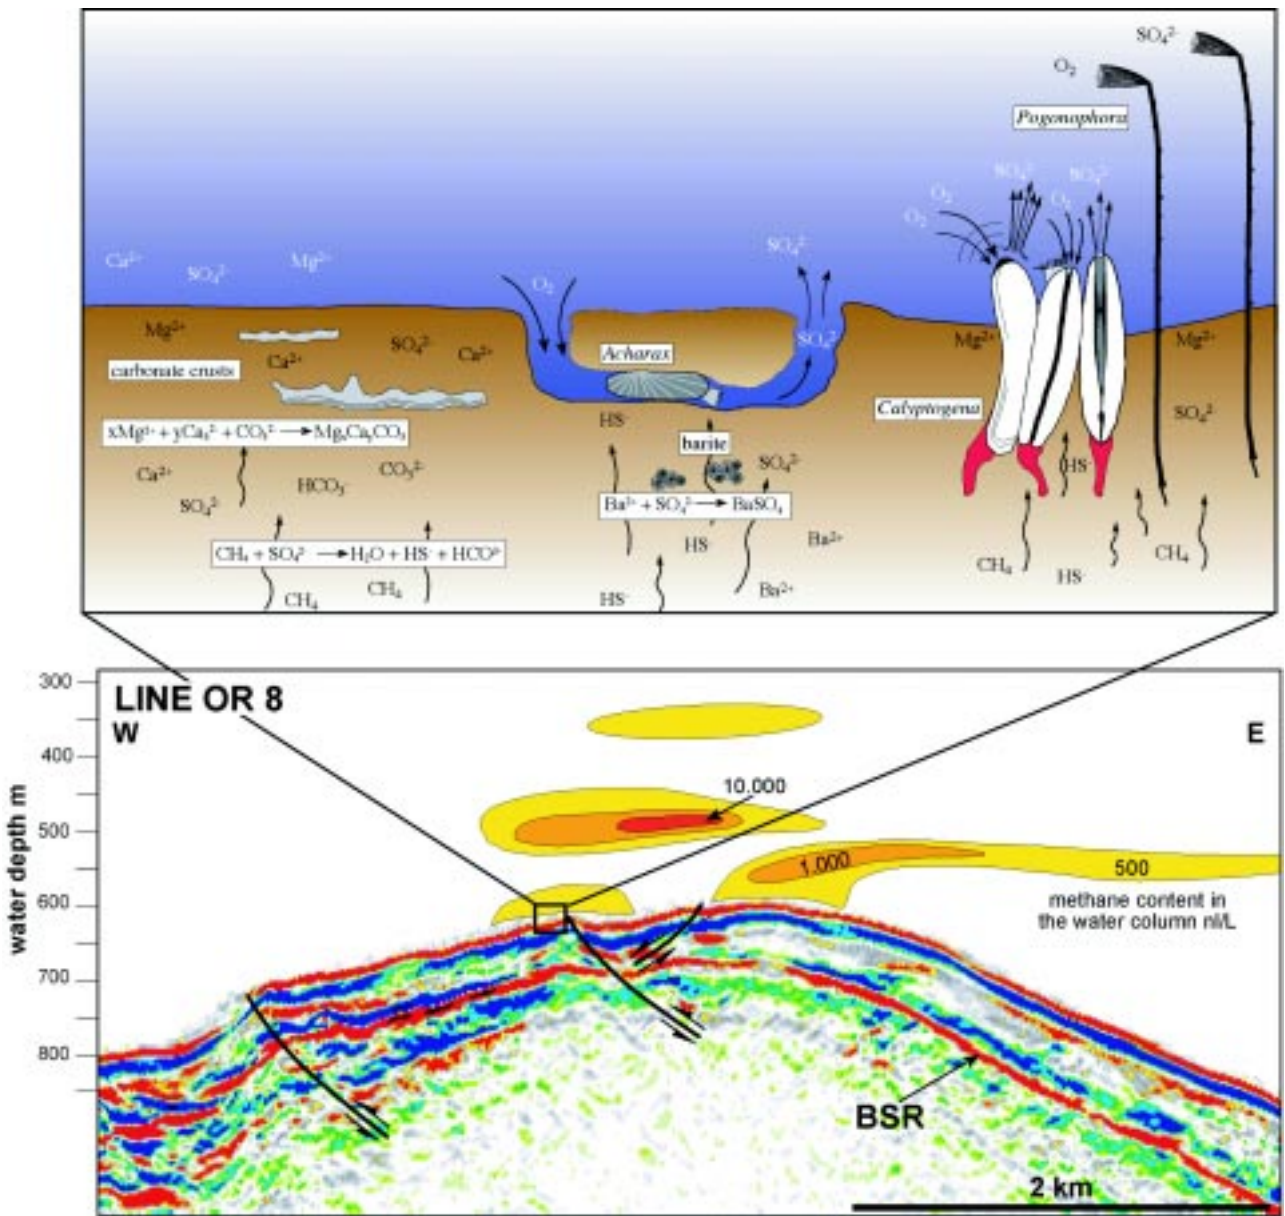 SO₄²⁻
O₂
Pogonophora
SO₄²⁻
SO₄²⁻
O₂
O₂
O₂
SO₄²⁻
Ca²⁺
SO₄²⁻
Mg²⁺
O₂
Mg²⁺
SO₄²⁻
Ca²⁺
Ca²⁺
carbonate crusts
Acharax
SO₄²⁻
Mg²⁺
Mg²⁺
Calyptogena
SO₄²⁻
HS⁻
xMg²⁺ + yCa₃²⁻ + CO₃²⁻ → MgₓCaᵧCO₃
barite
Ca²⁺
HCO₃⁻
CO₃²⁻
SO₄²⁻
HS⁻
SO₄²⁻
Ba²⁺ + SO₄²⁻ → BaSO₄
CH₄ + SO₄²⁻ → H₂O + HS⁻ + HCO³⁻
HS⁻
Ba²⁺
CH₄
CH₄
CH₄
CH₄
HS⁻
HS⁻
Ba²⁺
LINE OR 8
W
E
300
400
500
600
700
800
water depth m
10.000
1.000
500
methane content in
the water column nl/L
BSR
2 km